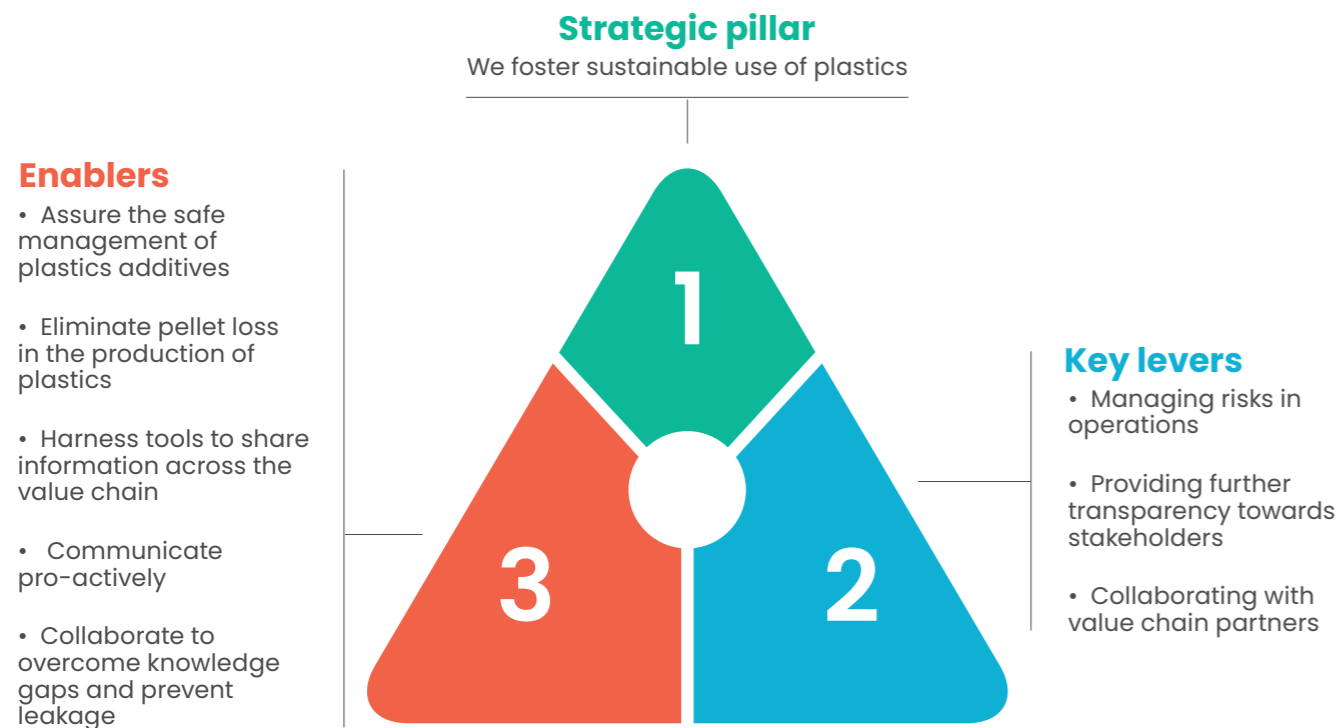 Strategic pillar
We foster sustainable use of plastics
Enablers
• Assure the safe
management of
plastics additives
• Eliminate pellet loss
in the production of
plastics
• Harness tools to share
information across the
value chain
• Communicate
pro-actively
• Collaborate to
overcome knowledge
gaps and prevent
leakage
1
3
2
Key levers
• Managing risks in
operations
• Providing further
transparency towards
stakeholders
• Collaborating with
value chain partners